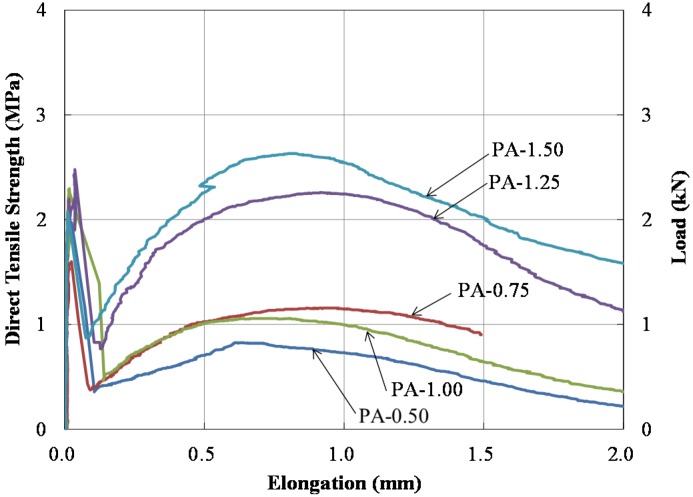 4
3
2
1
0
Direct Tensile Strength (MPa)
4
3
2
1
0
Load (kN)
PA-1.50
PA-1.25
PA-0.75
PA-1.00
PA-0.50
0.0 0.5 1.0 1.5 2.0
Elongation (mm)